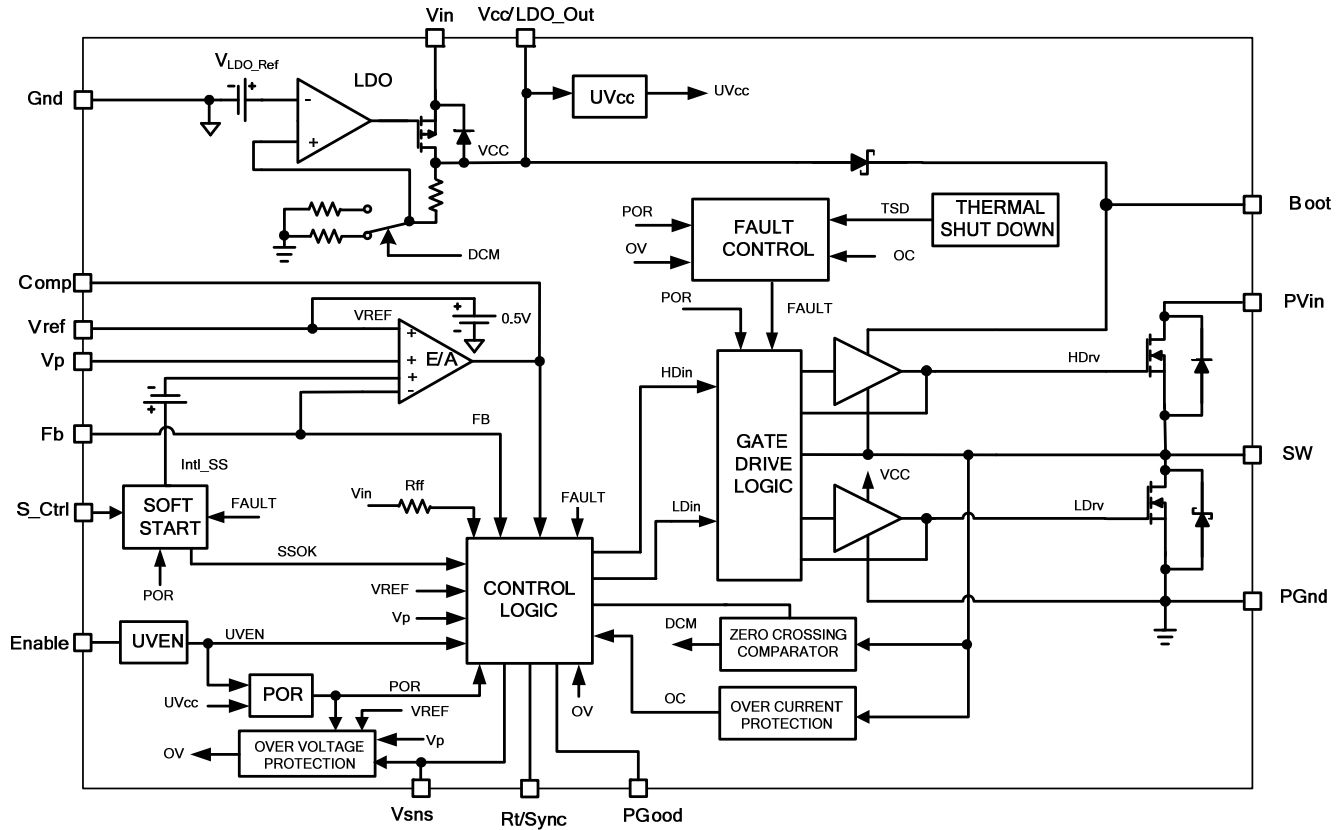 Vin
Vcc/LDO_Out
VLDO_Ref
LDO
Gnd
-
+
-
+
UVcc
UVcc
VCC
Boot
POR
OV
FAULT
CONTROL
TSD
THERMAL
SHUT DOWN
OC
DCM
Comp
Vref
VREF
+
-
0.5V
POR
FAULT
PVin
Vp
+
+
+
-
E/A
HDin
HDrv
-
+
Fb
FB
GATE
DRIVE
LOGIC
SW
Intl_SS
VCC
Vin
Rff
FAULT
LDin
LDrv
S_Ctrl
SOFT
START
FAULT
SSOK
POR
VREF
Vp
CONTROL
LOGIC
PGnd
DCM
ZERO CROSSING
COMPARATOR
Enable
UVEN
UVEN
UVcc
POR
POR
OV
OC
OVER CURRENT
PROTECTION
VREF
Vp
OV
OVER VOLTAGE
PROTECTION
Vsns
Rt/Sync
PGood